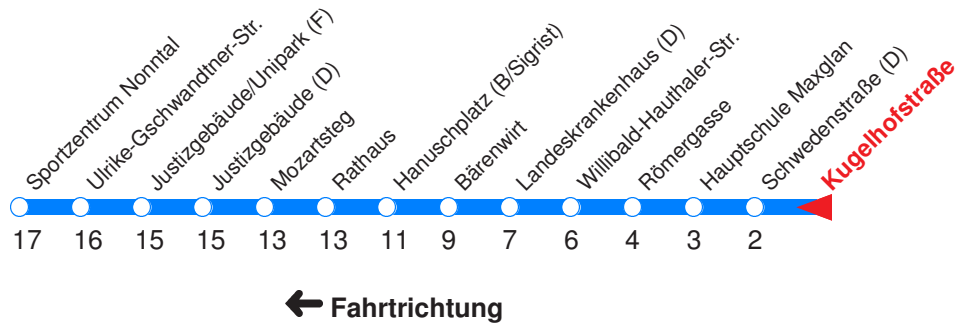 Sportzentrum Nonntal
Ulrike-Gschwandtner-Str.
Justizgebäude/Unipark (F)
Justizgebäude (D)
Mozartsteg
Rathaus
Hanuschplatz (B/Sigrist)
Bärenwirt
Landeskrankenhaus (D)
Willibald-Hauthaler-Str.
Römergasse
Hauptschule Maxglan
Schwedenstraße (D)
Kugelhofstraße
17 16 15 15 13 13 11 9 7 6 4 3 2
Fahrtrichtung